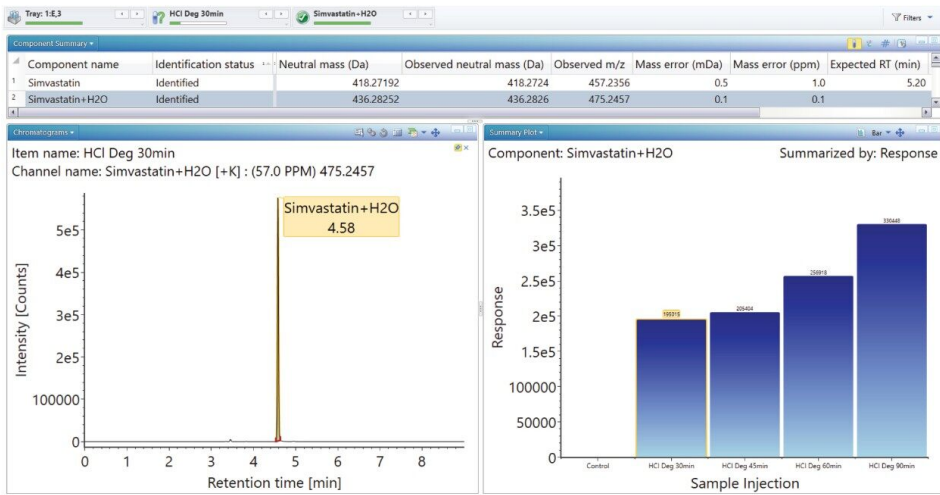 Tray: 1:E,3
HCl Deg 30min
Simvastatin+H2O
Filters
Component Summary
Component name Identification status Neutral mass (Da) Observed neutral mass (Da) Observed m/z Mass error (mDa) Mass error (ppm) Expected RT (min)
1 Simvastatin Identified 418.27192 418.2724 457.2356 0.5 1.0 5.20
2 Simvastatin+H2O Identified 436.28252 436.2826 475.2457 0.1 0.1
Chromatograms
Item name: HCl Deg 30min
Channel name: Simvastatin+H2O [+K] : (57.0 PPM) 475.2457
Simvastatin+H2O
4.58
Intensity [Counts]
5e5
4e5
3e5
2e5
100000
0
0 1 2 3 4 5 6 7 8
Retention time [min]
Summary Plot
Bar
Component: Simvastatin+H2O Summarized by: Response
Response
3.5e5
3e5
2.5e5
2e5
1.5e5
100000
50000
0
Control HCl Deg 30min HCl Deg 45min HCl Deg 60min HCl Deg 90min
Sample Injection